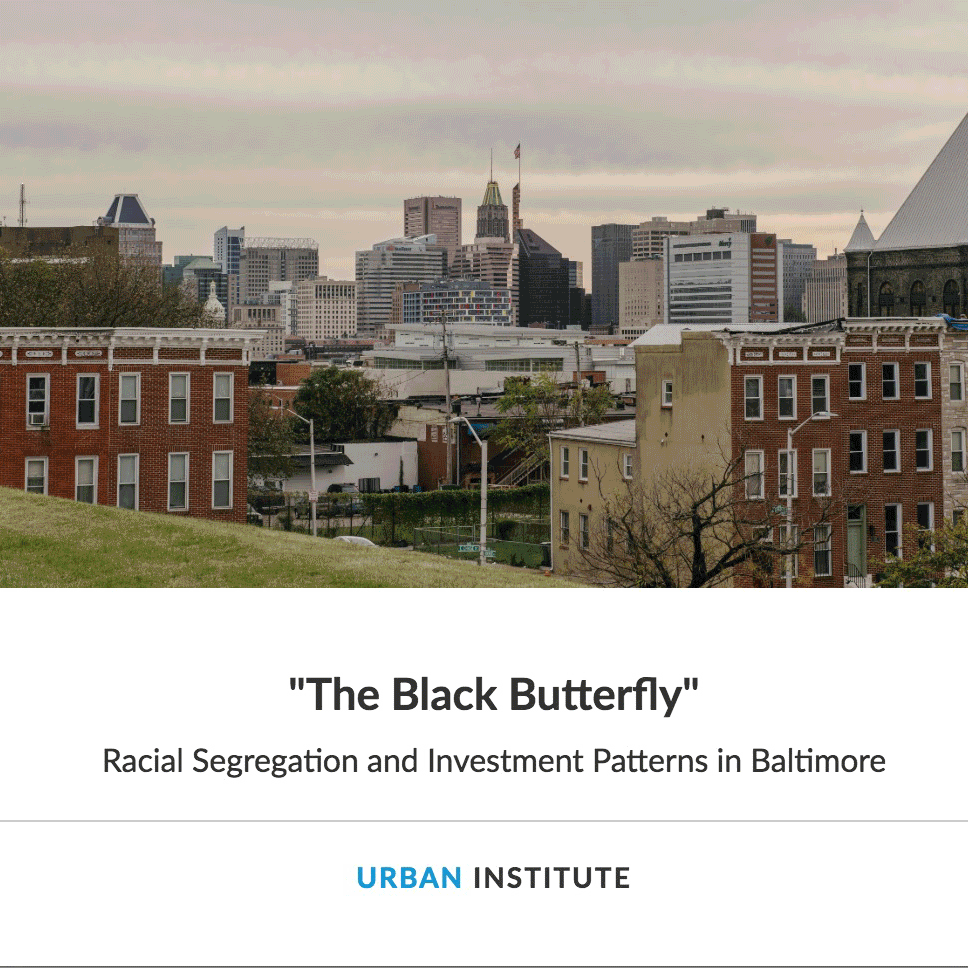 "The Black Butterfly"
Racial Segregation and Investment Patterns in Baltimore
URBAN INSTITUTE